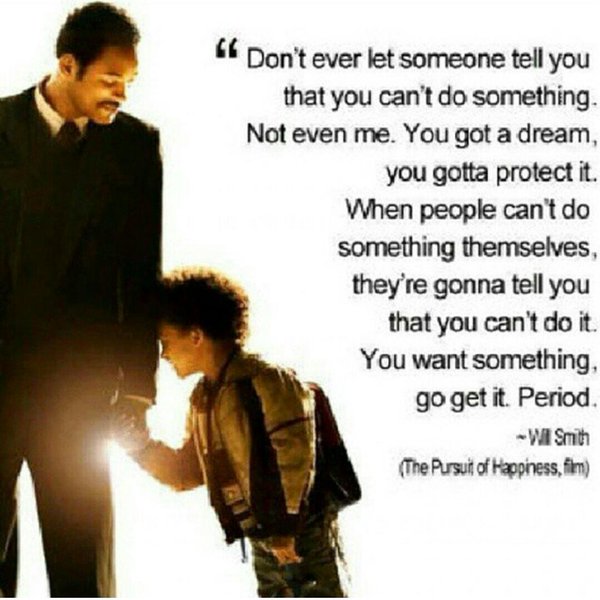 “ Don't ever let someone tell you
that you can't do something.
Not even me. You got a dream,
you gotta protect it.
When people can't do
something themselves,
they're gonna tell you
that you can't do it.
You want something,
go get it. Period.
~Will Smith
(The Pursuit of Happiness, film)